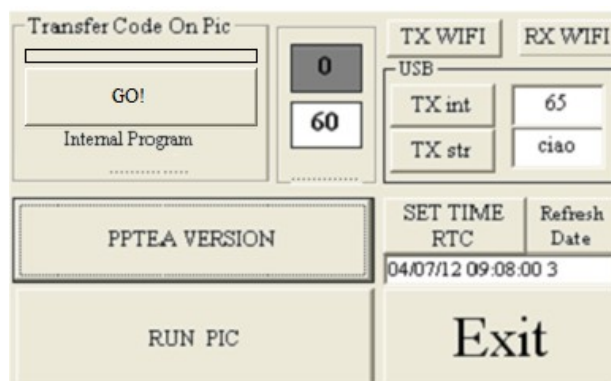 Transfer Code On Pic
GO!
Internal Program
0
60
TX WIFI
RX WIFI
USB
TX int
65
TX str
ciao
PPTEA VERSION
SET TIME
RTC
Refresh
Date
04/07/12 09:08:00 3
RUN PIC
Exit